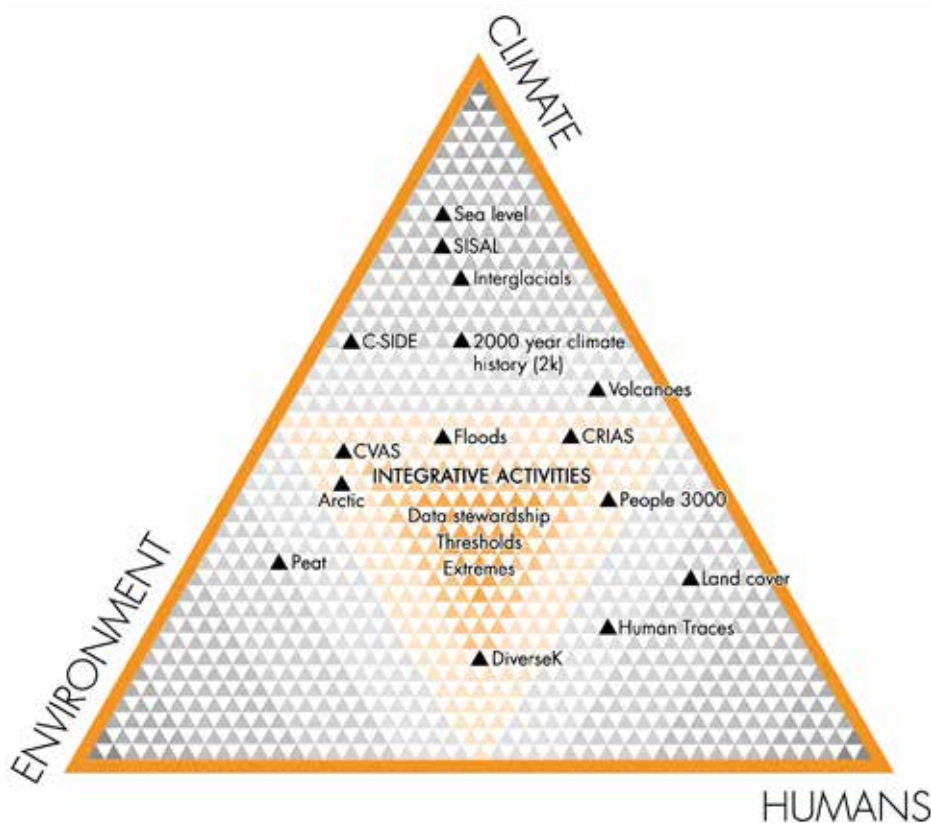 CLIMATE
Sea level
SISAL
Interglacials
C-SIDE
2000 year climate
history (2k)
Volcanoes
Floods
CRIAS
CVAS
INTEGRATIVE ACTIVITIES
Arctic
People 3000
Data stewardship
Thresholds
Extremes
Peat
Land cover
Human Traces
DiverseK
ENVIRONMENT
HUMANS